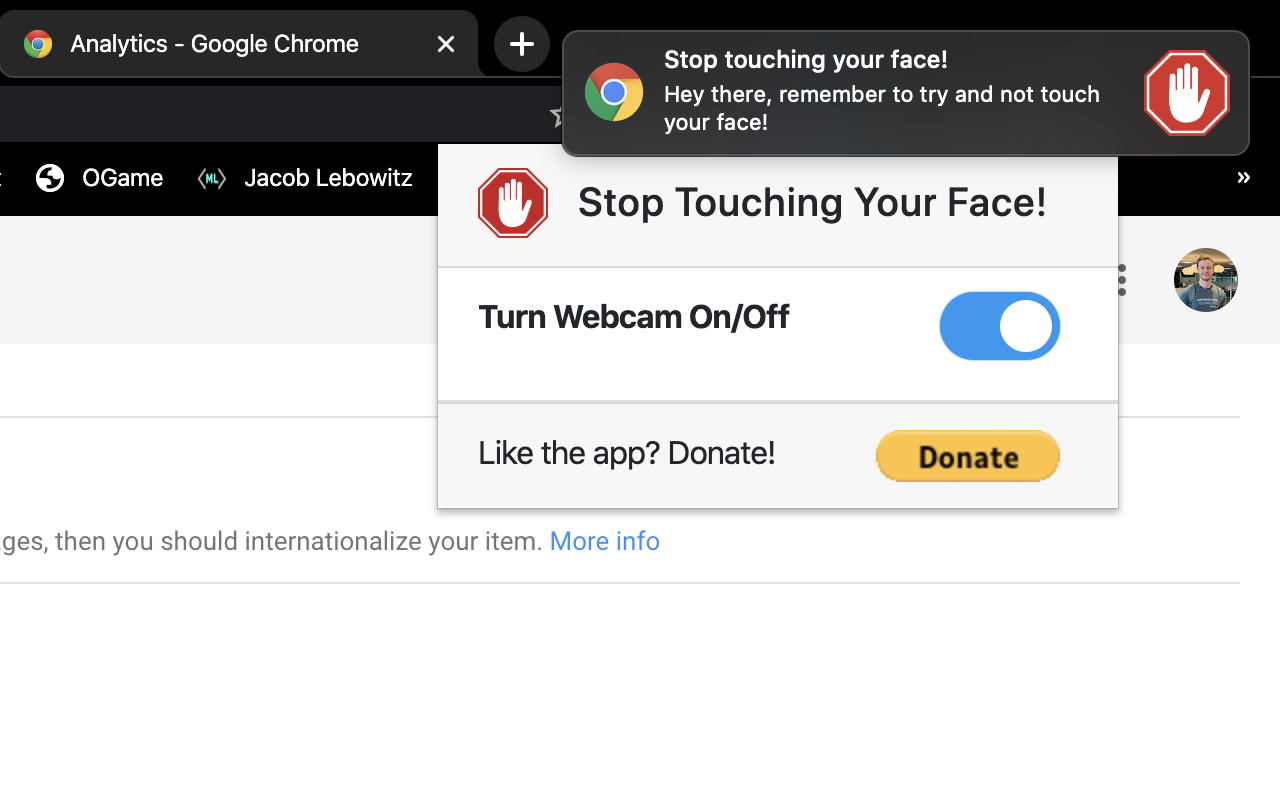 Analytics - Google Chrome
Stop touching your face!
Hey there, remember to try and not touch
your face!
OGame
ML
Jacob Lebowitz
»
Stop Touching Your Face!
Turn Webcam On/Off
Like the app? Donate!
Donate
ges, then you should internationalize your item. More info